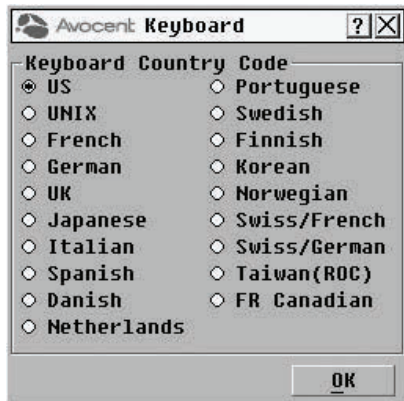 Avocent Keyboard ? X
Keyboard Country Code
US
UNIX
French
German
UK
Japanese
Italian
Spanish
Danish
Netherlands
Portuguese
Swedish
Finnish
Korean
Norwegian
Swiss/French
Swiss/German
Taiwan(ROC)
FR Canadian
OK